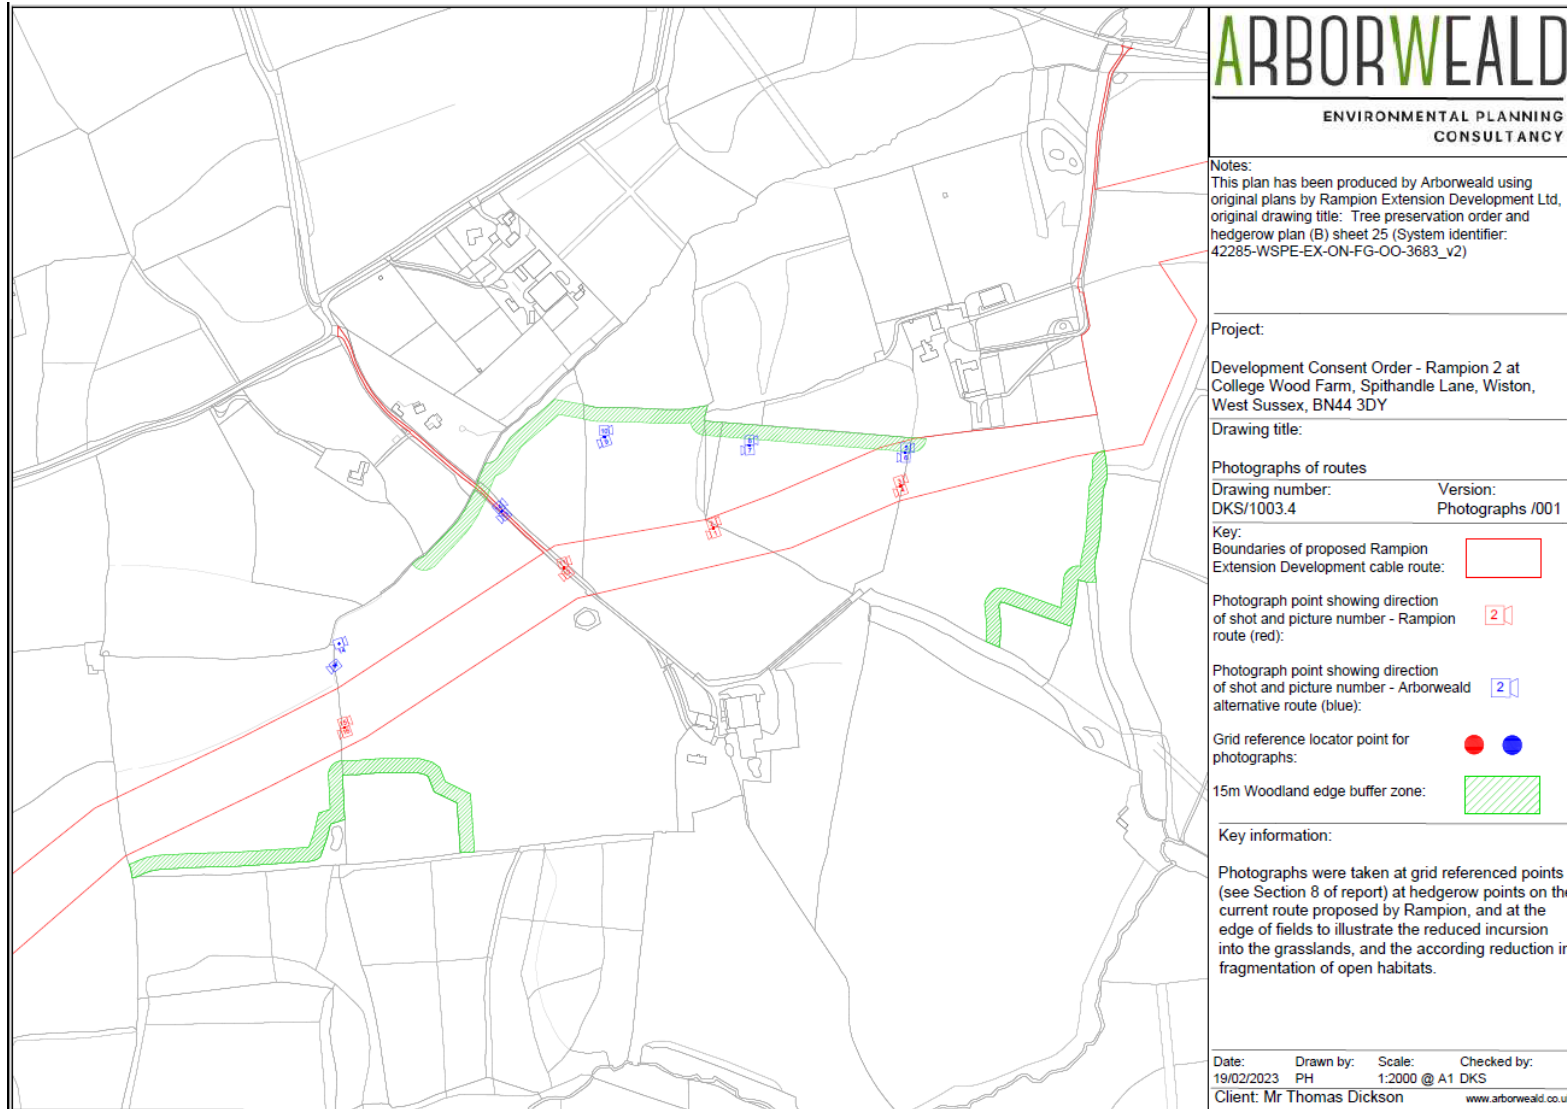 ARBORWEALD
ENVIRONMENTAL PLANNING
CONSULTANCY
Notes:
This plan has been produced by Arborweald using
original plans by Rampion Extension Development Ltd,
original drawing title: Tree preservation order and
hedgerow plan (B) sheet 25 (System identifier:
42285-WSPE-EX-ON-FG-OO-3683_v2)
Project:
Development Consent Order - Rampion 2 at
College Wood Farm, Spithandle Lane, Wiston,
West Sussex, BN44 3DY
Drawing title:
Photographs of routes
Drawing number: Version:
DKS/1003.4 Photographs /001
Key:
Boundaries of proposed Rampion
Extension Development cable route:
Photograph point showing direction
of shot and picture number - Rampion
route (red):
2
Photograph point showing direction
of shot and picture number - Arborweald
alternative route (blue):
2
Grid reference locator point for
photographs:
15m Woodland edge buffer zone:
Key information:
Photographs were taken at grid referenced points
(see Section 8 of report) at hedgerow points on the
current route proposed by Rampion, and at the
edge of fields to illustrate the reduced incursion
into the grasslands, and the according reduction in
fragmentation of open habitats.
Date: Drawn by: Scale: Checked by:
19/02/2023 PH 1:2000 @ A1 DKS
Client: Mr Thomas Dickson www.arborweald.co.u